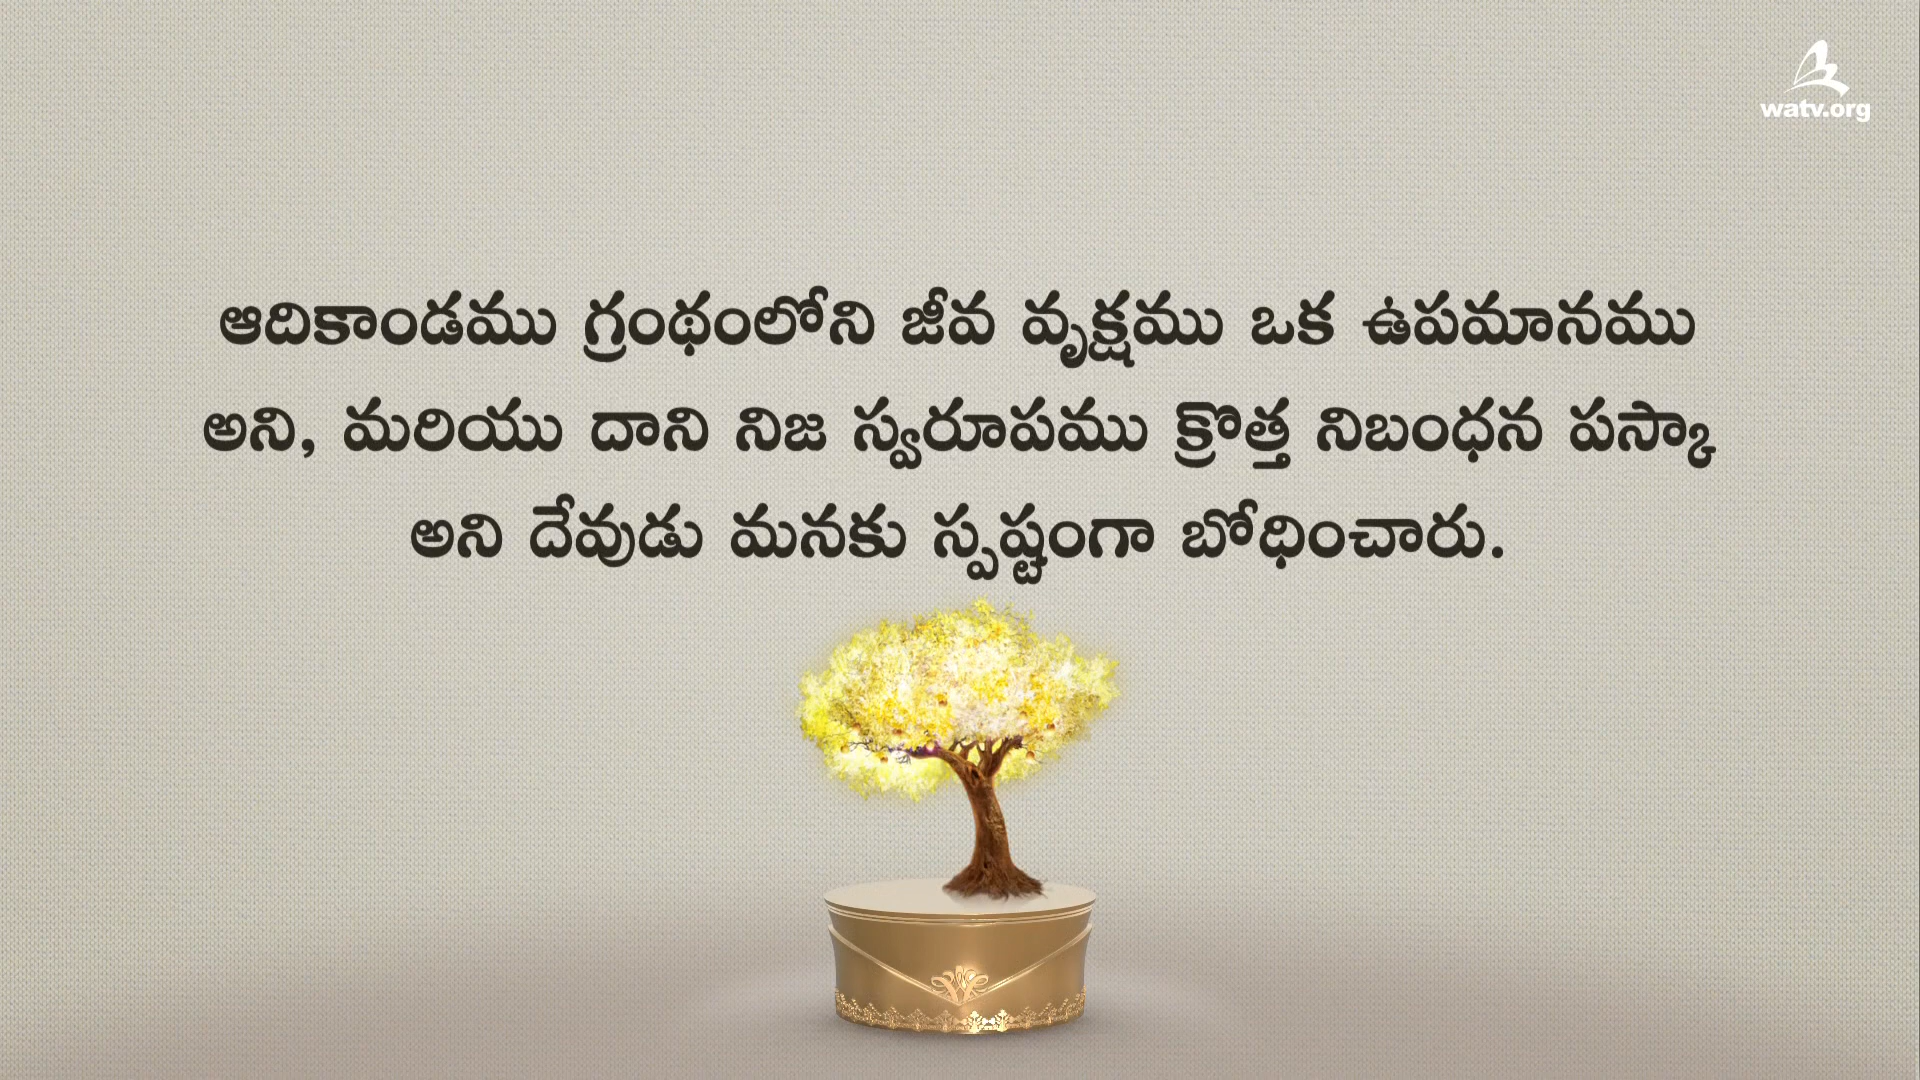 watv.org
ఆదికాండము గ్రంథంలోని జీవ వృక్షము ఒక ఉపమానము
అని, మరియు దాని నిజ స్వరూపము క్రొత్త నిబంధన పస్కా
అని దేవుడు మనకు స్పష్టంగా బోధించారు.